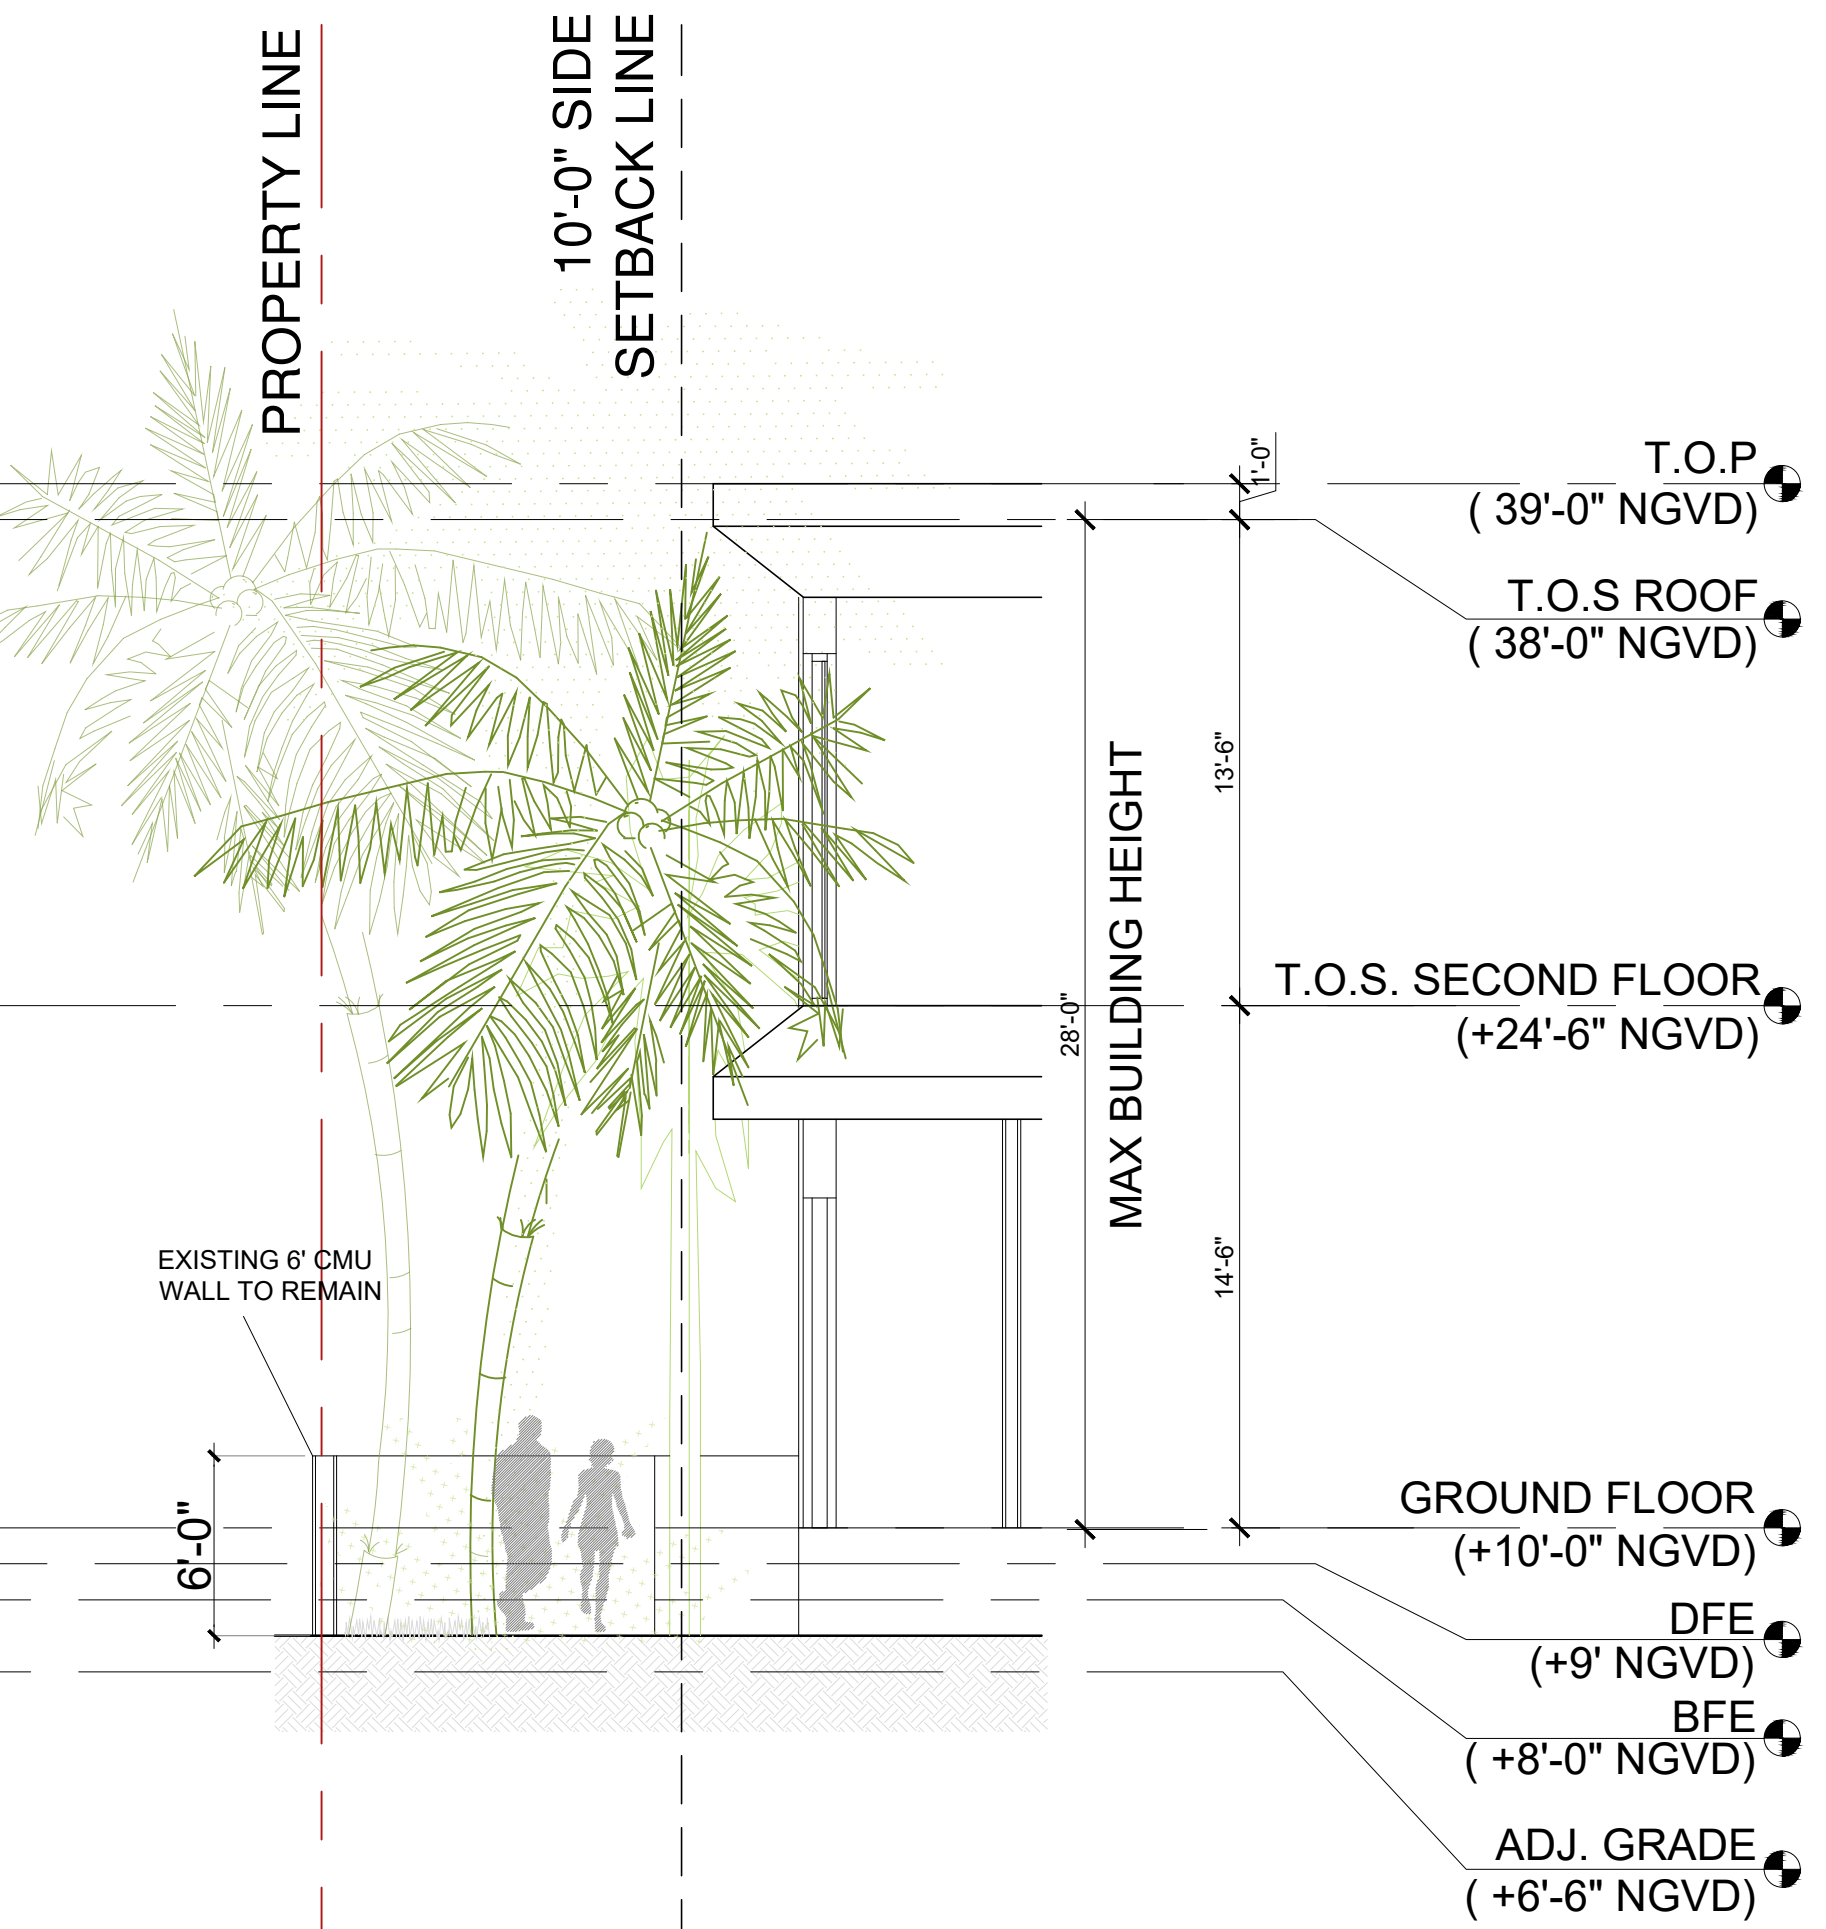 PROPERTY LINE
10'-0" SIDE
SETBACK LINE
1'-0"
T.O.P
( 39'-0" NGVD)
T.O.S ROOF
( 38'-0" NGVD)
13'-6"
MAX BUILDING HEIGHT
28'-0"
T.O.S. SECOND FLOOR
(+24'-6" NGVD)
14'-6"
EXISTING 6' CMU
WALL TO REMAIN
6'-0"
GROUND FLOOR
(+10'-0" NGVD)
DFE
(+9' NGVD)
BFE
( +8'-0" NGVD)
ADJ. GRADE
( +6'-6" NGVD)